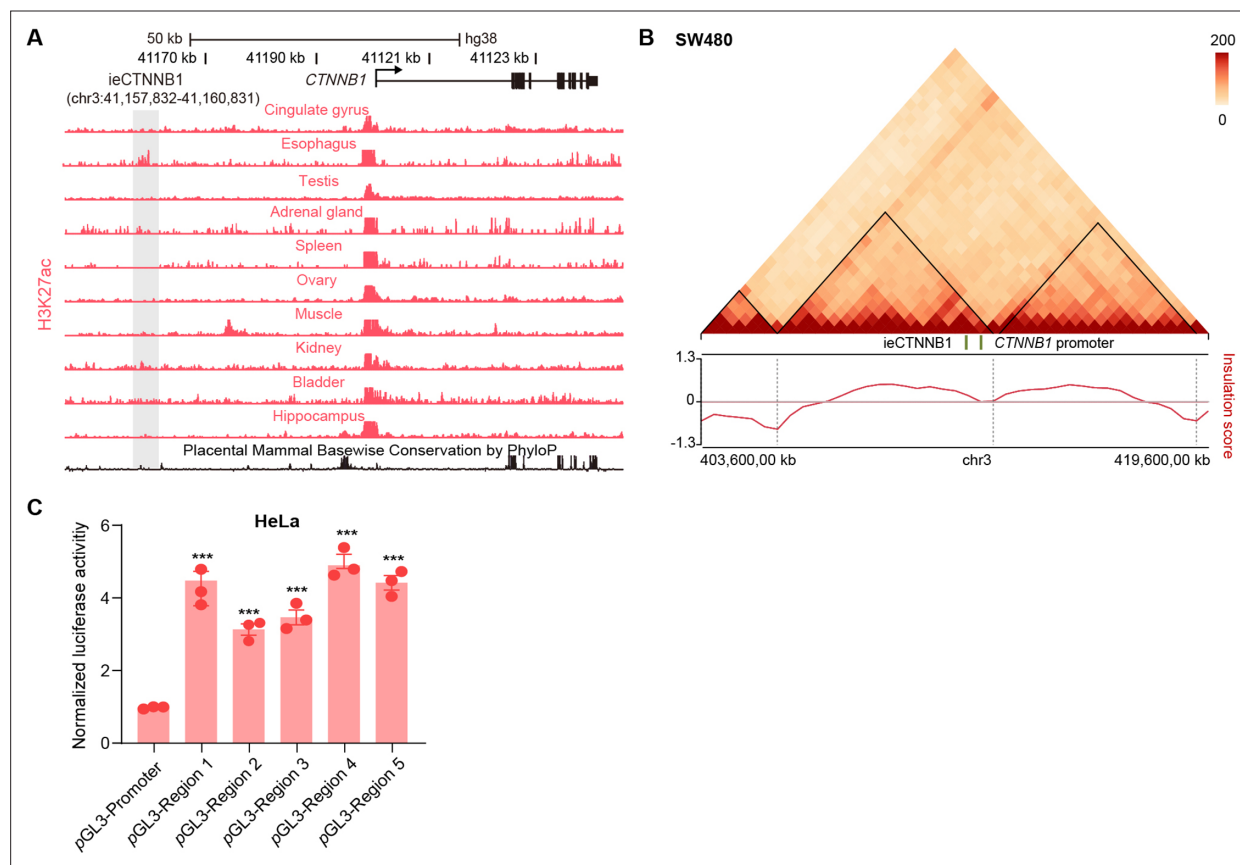 A
50 kb hg38
41170 kb 41190 kb 41121 kb 41123 kb
ieCTNNB1 CTNNB1
(chr3:41,157,832-41,160,831)
H3K27ac
Cingulate gyrus
Esophagus
Testis
Adrenal gland
Spleen
Ovary
Muscle
Kidney
Bladder
Hippocampus
Placental Mammal Basewise Conservation by PhyloP
B SW480
200
0
ieCTNNB1 CTNNB1 promoter
1.3
0
-1.3
Insulation score
403,600,00 kb chr3 419,600,00 kb
C
HeLa
Normalized luciferase activitiy
6
4
2
0
*** *** *** *** ***
pGL3-Promoter
pGL3-Region 1
pGL3-Region 2
pGL3-Region 3
pGL3-Region 4
pGL3-Region 5